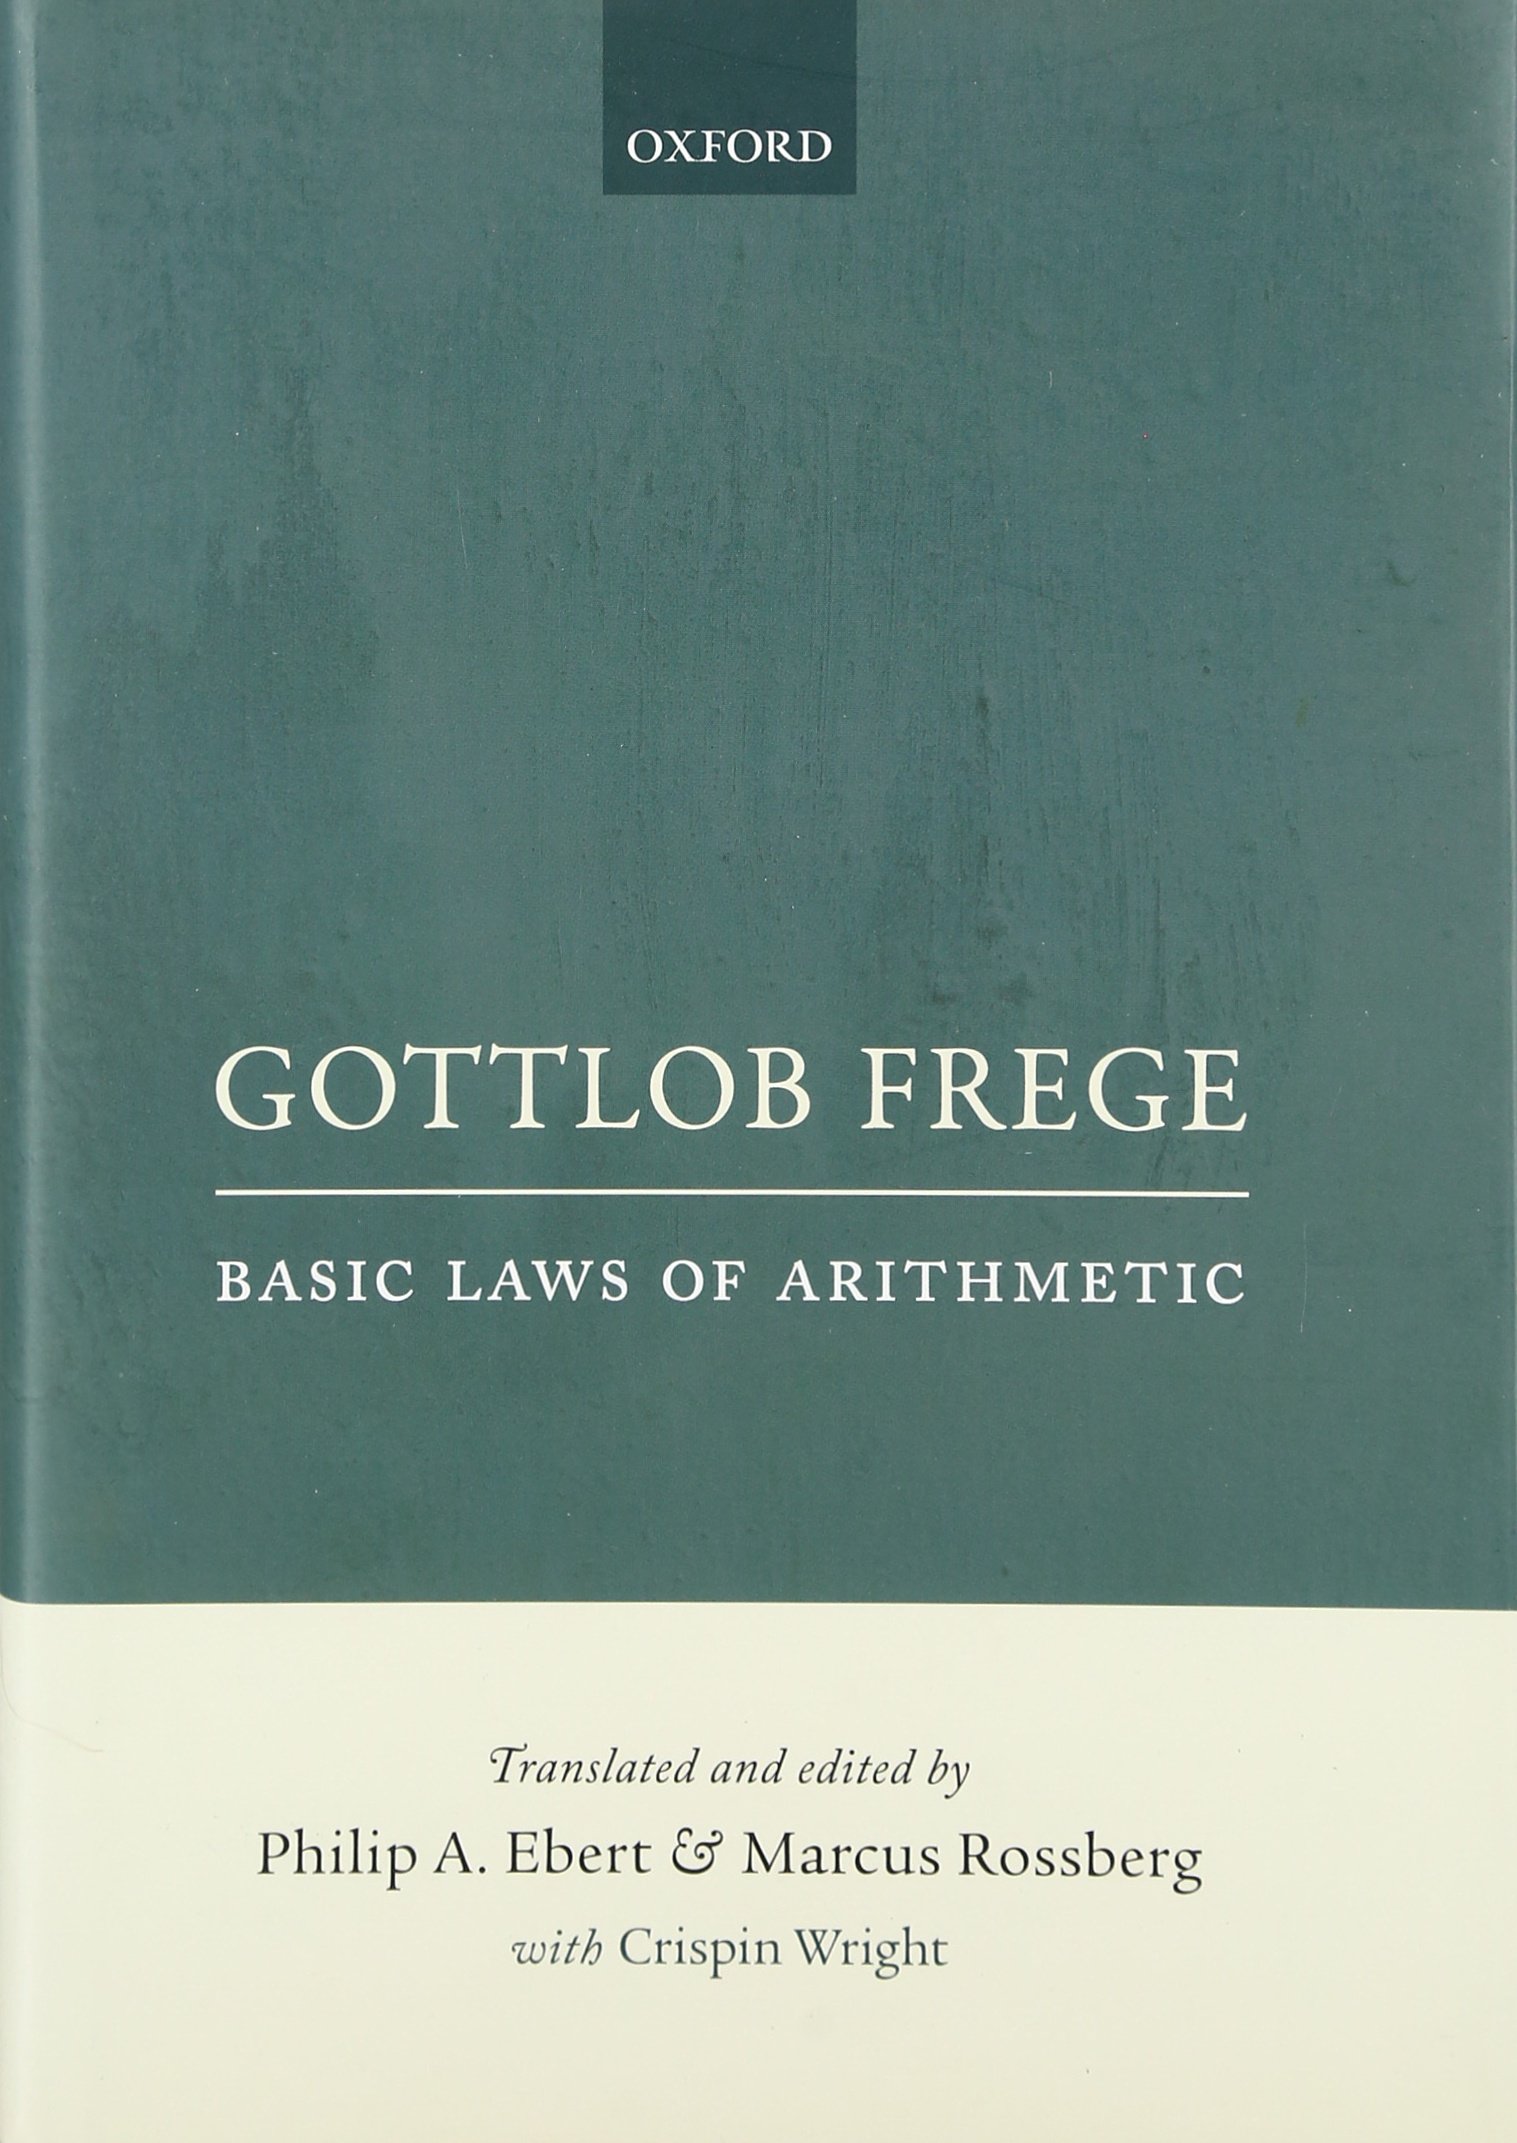 OXFORD
GOTTLOB FREGE
BASIC LAWS OF ARITHMETIC
Translated and edited by
Philip A. Ebert & Marcus Rossberg
with Crispin Wright